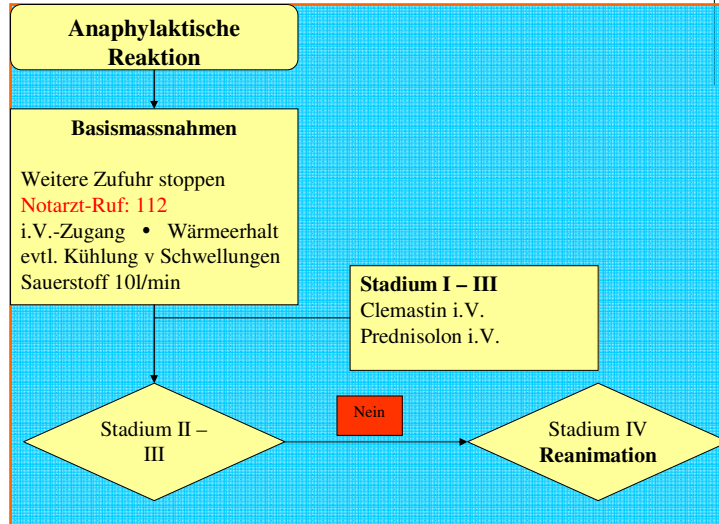 Anaphylaktische
Reaktion
Basismassnahmen
Weitere Zufuhr stoppen
Notarzt-Ruf: 112
i.V.-Zugang • Wärmeerhalt
evtl. Kühlung v Schwellungen
Sauerstoff 10l/min
Stadium I – III
Clemastin i.V.
Prednisolon i.V.
Stadium II –
III
Nein
Stadium IV
Reanimation